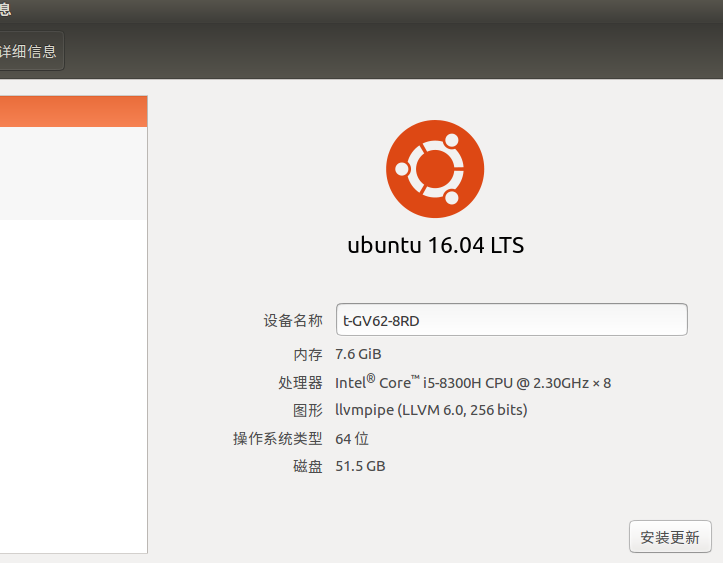 息
详细信息
ubuntu 16.04 LTS
设备名称 t-GV62-8RD
内存 7.6 GiB
处理器 Intel® Core™ i5-8300H CPU @ 2.30GHz × 8
图形 llvmpipe (LLVM 6.0, 256 bits)
操作系统类型 64 位
磁盘 51.5 GB
安装更新